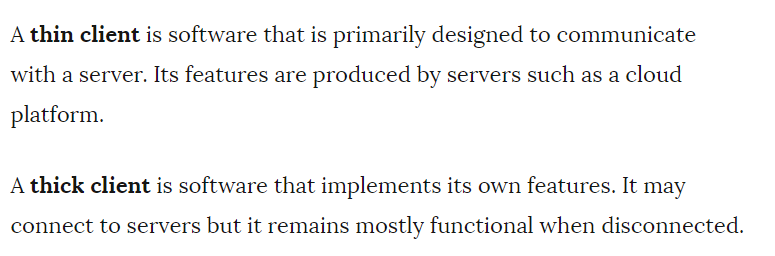 A thin client is software that is primarily designed to communicate
with a server. Its features are produced by servers such as a cloud
platform.
A thick client is software that implements its own features. It may
connect to servers but it remains mostly functional when disconnected.